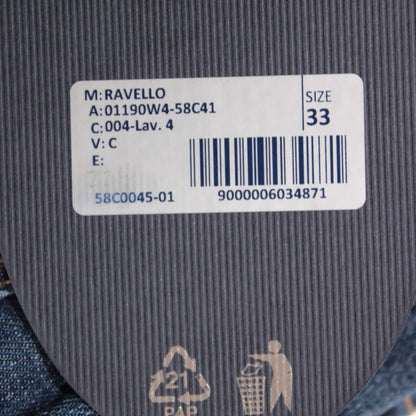 M: RAVELLO
A: 01190W4-58C41
C: 004-Lav. 4
V: C
E:
SIZE
33
58C0045-01
9000006034871
21
PAP